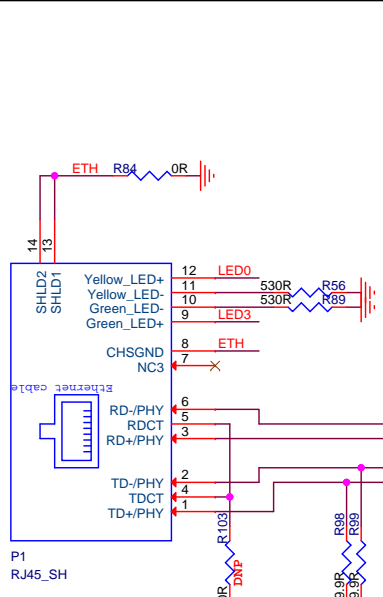 ETH R84 0R
14
13
SHLD2
SHLD1
Yellow_LED+ 12 LED0
Yellow_LED- 11 530R R56
Green_LED- 10 530R R89
Green_LED+ 9 LED3
CHSGND 8 ETH
NC3 7
Ethernet cable
RD-/PHY 6
RDCT 5
RD+/PHY 3
TD-/PHY 2
TDCT 4
TD+/PHY 1
R103
DNP
R98
R99
P1
RJ45_SH